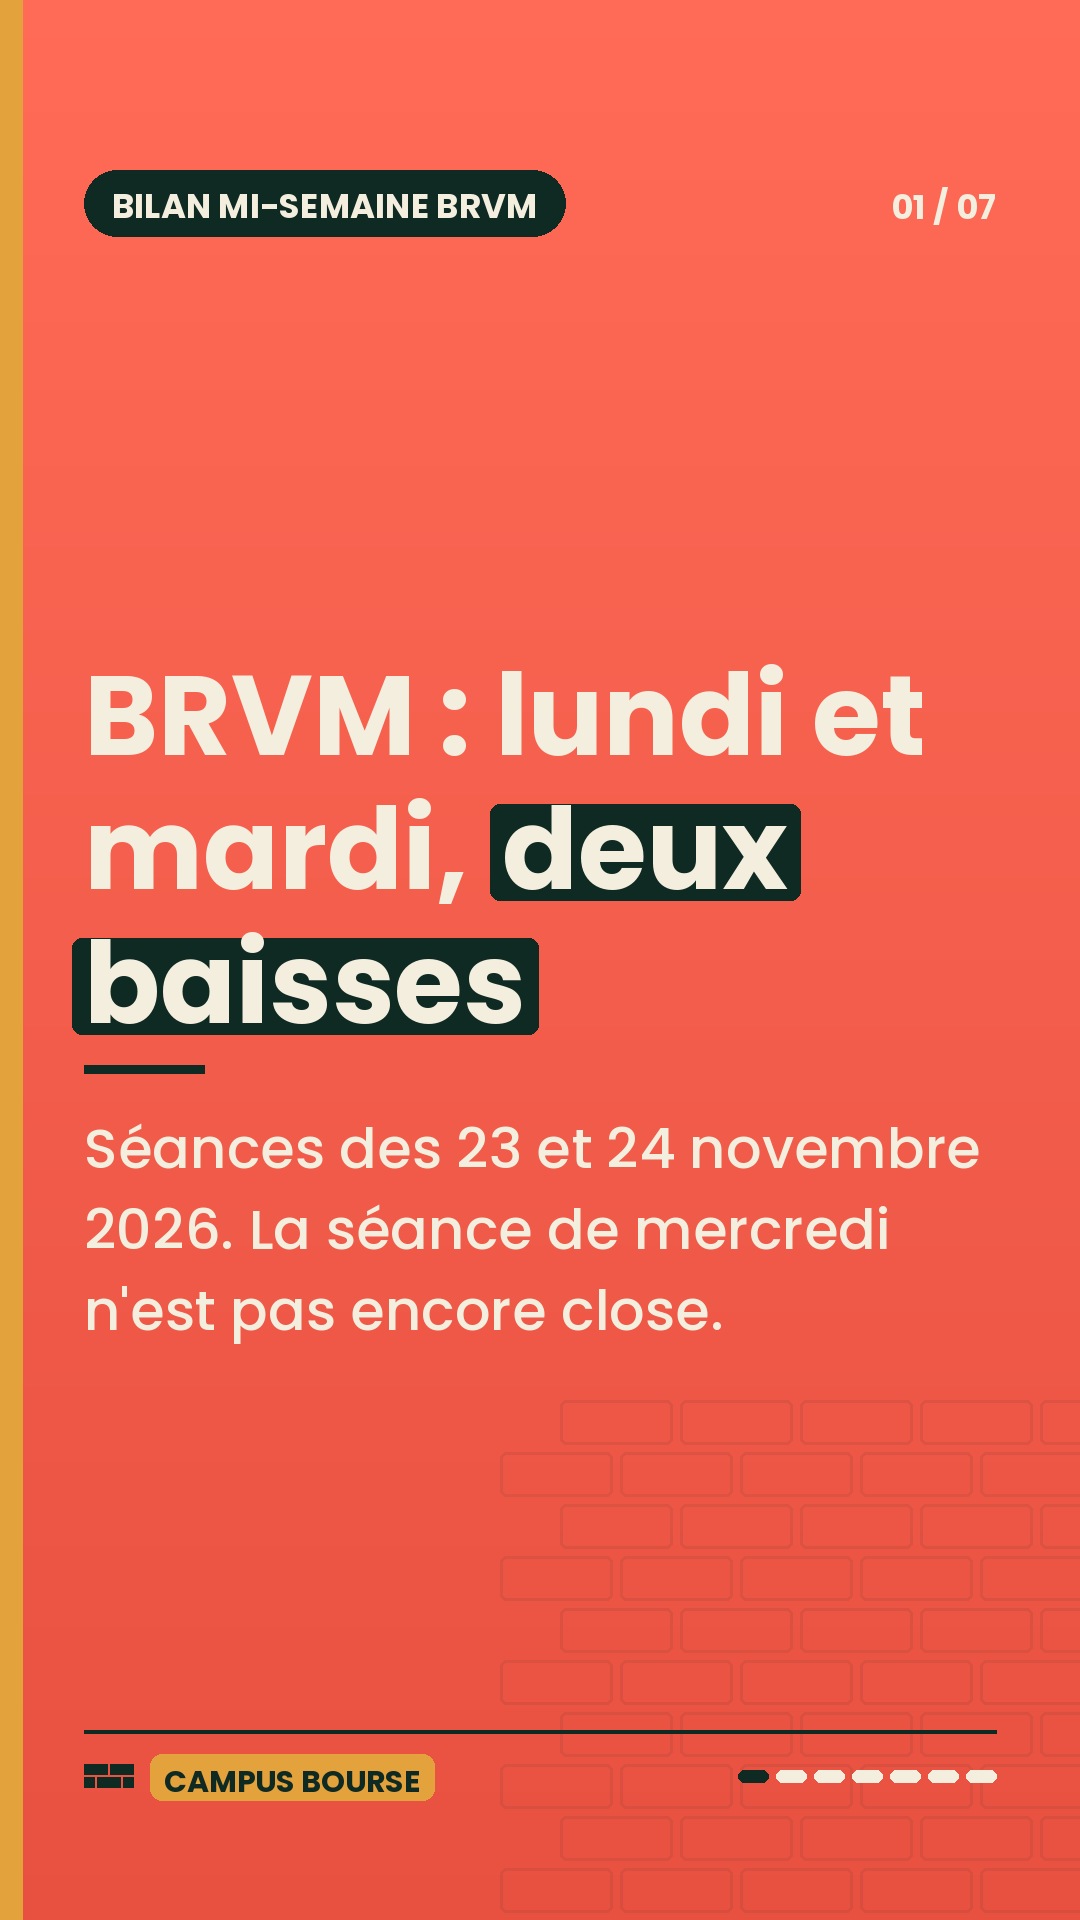 BILAN MI-SEMAINE BRVM
01 / 07
BRVM : lundi et
mardi, deux
baisses
Séances des 23 et 24 novembre
2026. La séance de mercredi
n'est pas encore close.
CAMPUS BOURSE